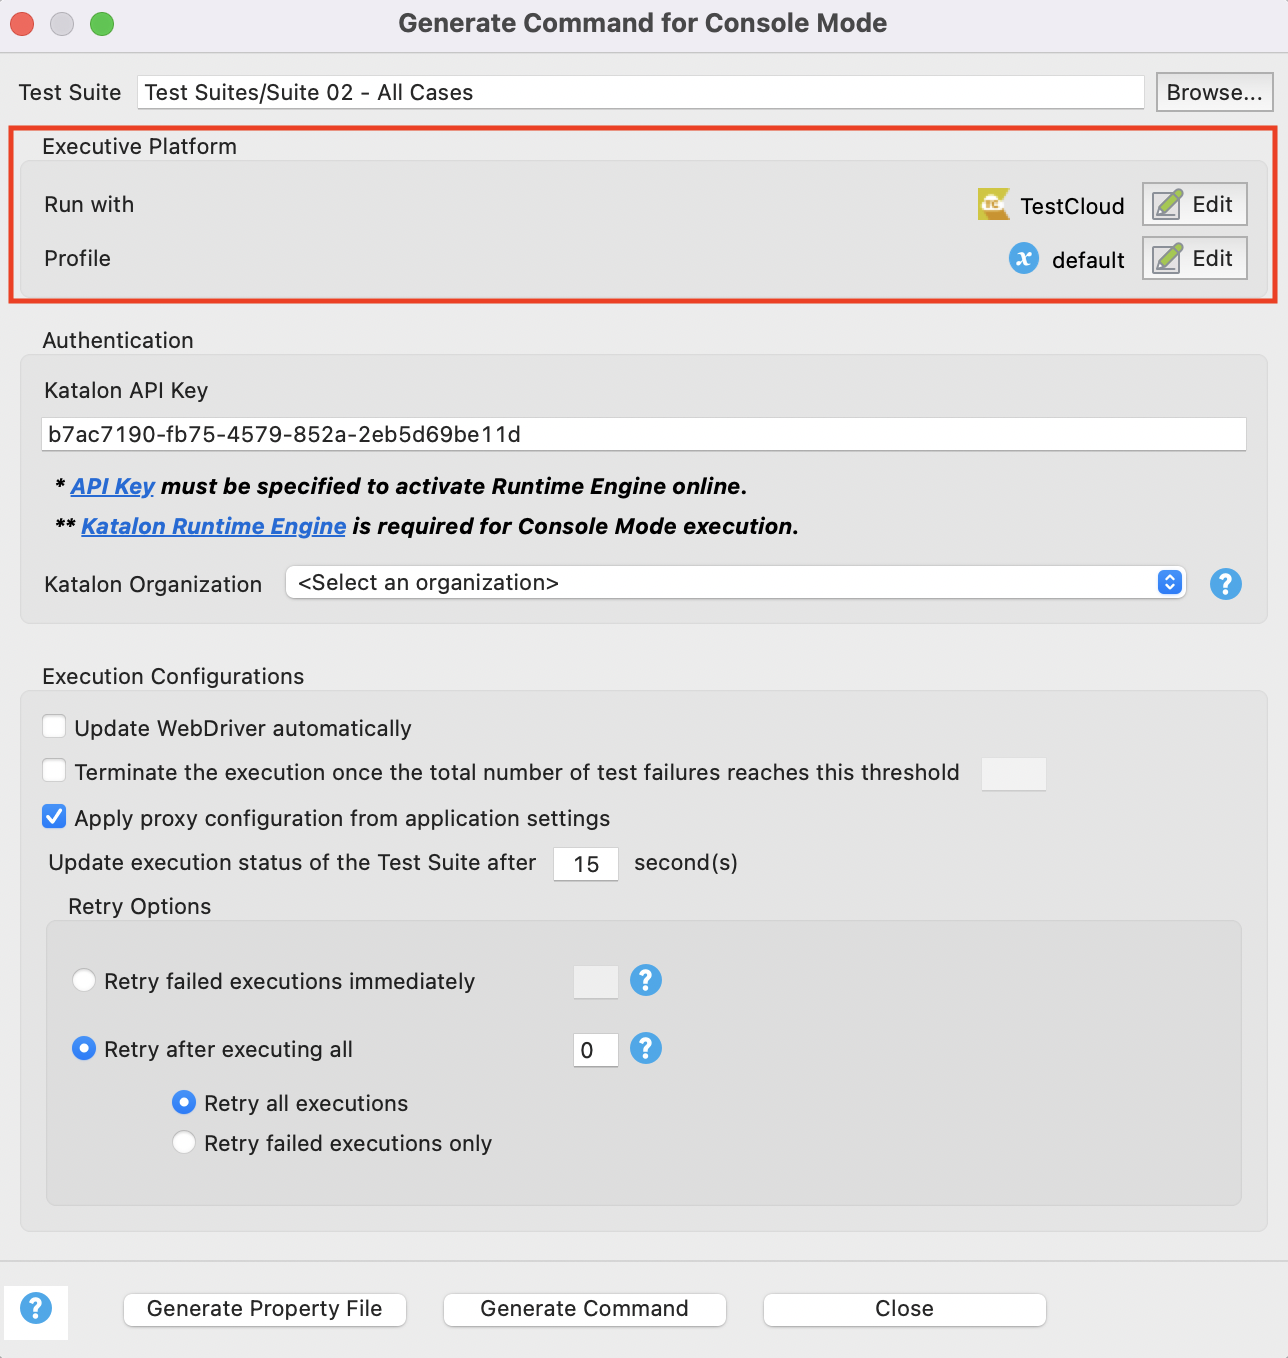 Generate Command for Console Mode
Test Suite Test Suites/Suite 02 - All Cases Browse...
Executive Platform
Run with TC TestCloud Edit
Profile x default Edit
Authentication
Katalon API Key
b7ac7190-fb75-4579-852a-2eb5d69be11d
* API Key must be specified to activate Runtime Engine online.
** Katalon Runtime Engine is required for Console Mode execution.
Katalon Organization <Select an organization> ?
Execution Configurations
Update WebDriver automatically
Terminate the execution once the total number of test failures reaches this threshold
Apply proxy configuration from application settings
Update execution status of the Test Suite after 15 second(s)
Retry Options
Retry failed executions immediately ?
Retry after executing all 0 ?
Retry all executions
Retry failed executions only
? Generate Property File Generate Command Close